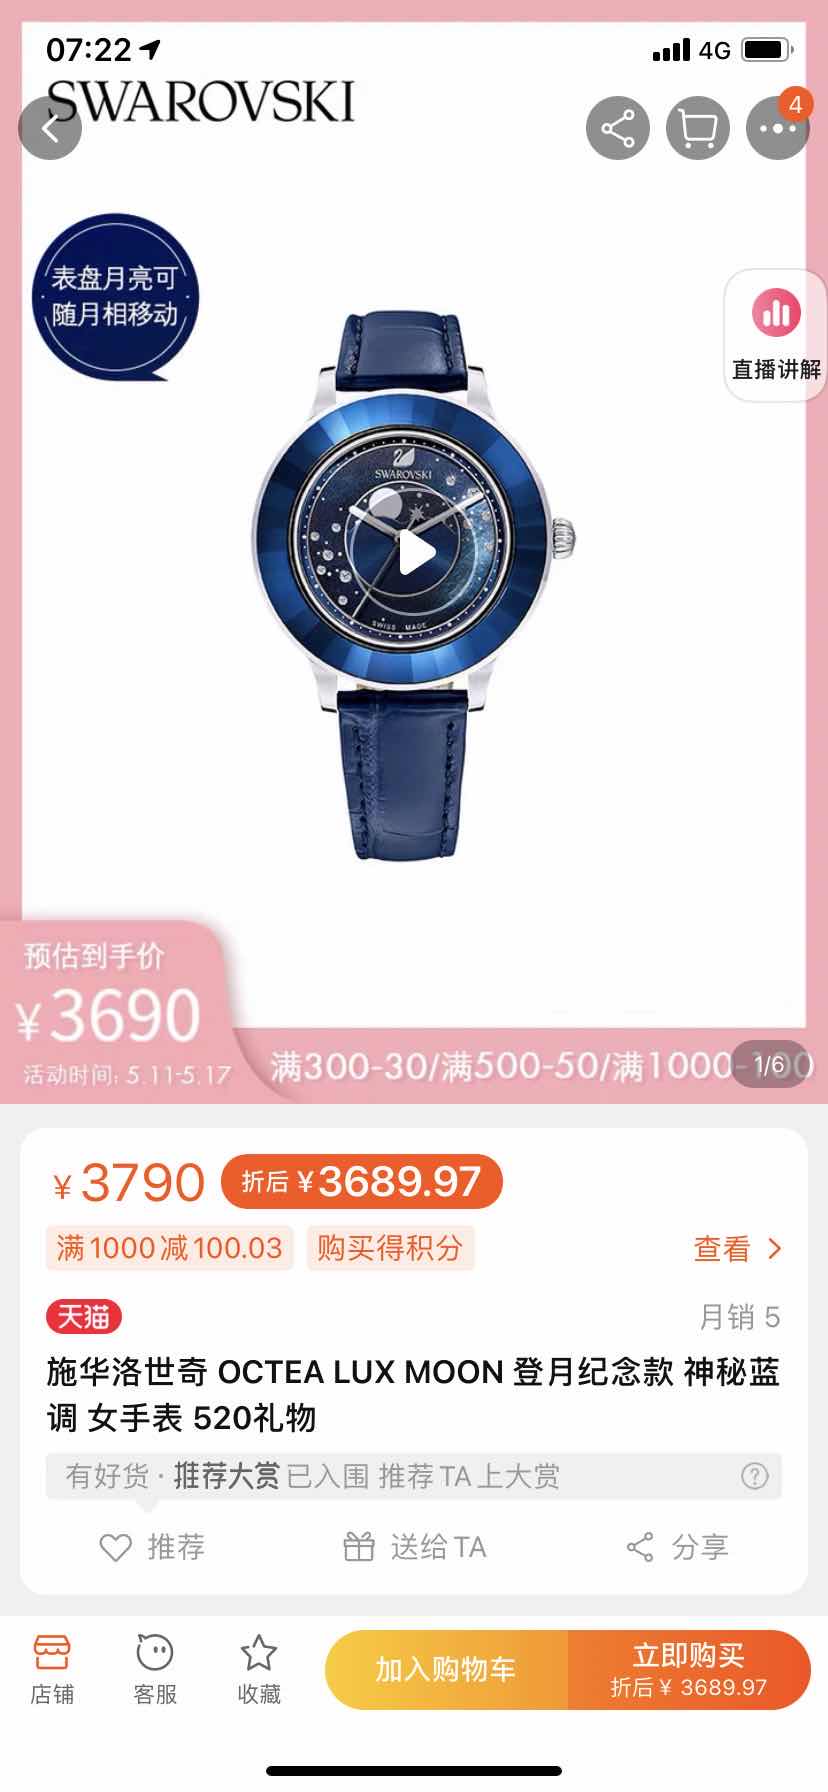 07:22
4G
SWAROVSKI
4
表盘月亮可
随月相移动
直播讲解
SWAROVSKI
SWISS MADE
预估到手价
¥3690
活动时间: 5.11-5.17
满300-30/满500-50/满1000-100
1/6
¥3790 折后 ¥3689.97
满1000减100.03 购买得积分 查看
天猫 月销 5
施华洛世奇 OCTEA LUX MOON 登月纪念款 神秘蓝
调 女手表 520礼物
有好货 · 推荐大赏 已入围 推荐TA上大赏 ?
推荐 送给TA 分享
店铺 客服 收藏 加入购物车 立即购买
折后 ¥ 3689.97